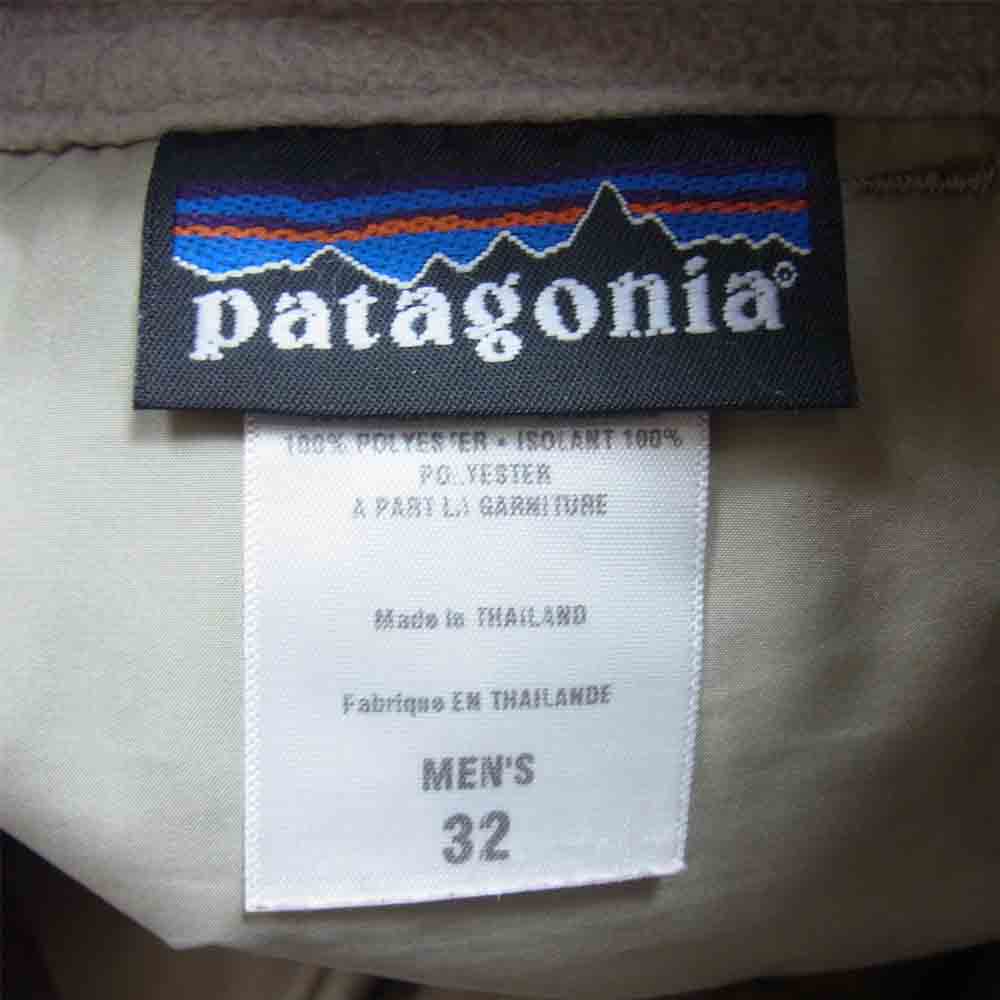 patagonia®
100% POLYESTER • ISOLANT 100%
POLYESTER
A PART LA GARNITURE
Made in THAILAND
Fabrique EN THAILANDE
MEN'S
32